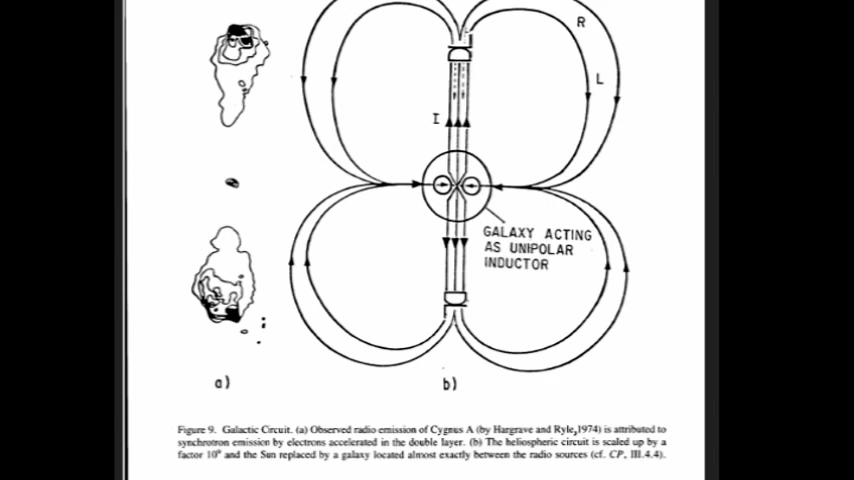 R
L
I
GALAXY ACTING
AS UNIPOLAR
INDUCTOR
a)
b)
Figure 9. Galactic Circuit. (a) Observed radio emission of Cygnus A (by Hargrave and Ryle, 1974) is attributed to
synchrotron emission by electrons accelerated in the double layer. (b) The heliospheric circuit is scaled up by a
factor 10⁹ and the Sun replaced by a galaxy located almost exactly between the radio sources (cf. CP, III.4.4).